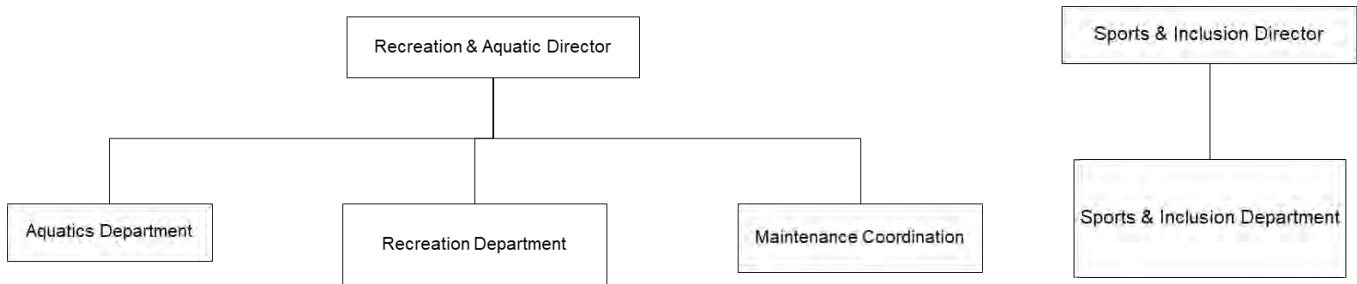 Recreation & Aquatic Director
Sports & Inclusion Director
Aquatics Department
Recreation Department
Maintenance Coordination
Sports & Inclusion Department